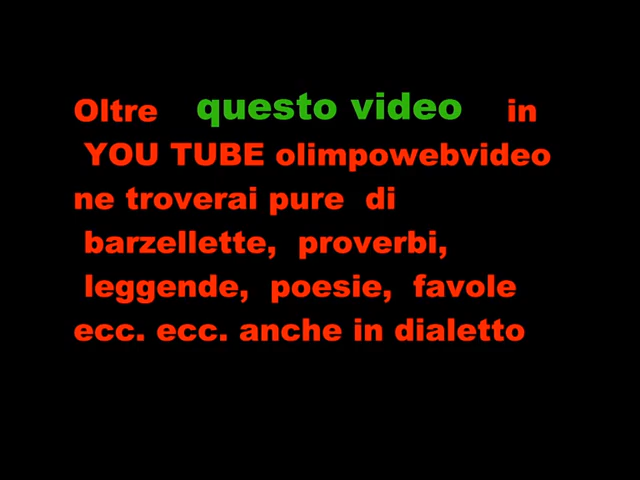 Oltre questo video in
YOU TUBE olimpowebvideo
ne troverai pure di
barzellette, proverbi,
leggende, poesie, favole
ecc. ecc. anche in dialetto